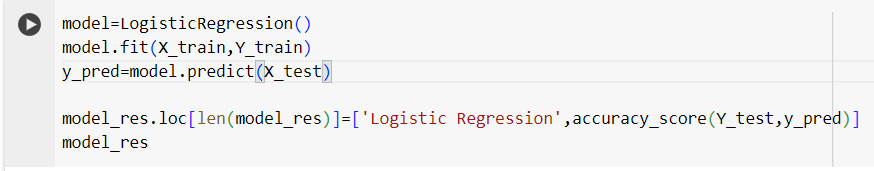 model=LogisticRegression()
model.fit(X_train,Y_train)
y_pred=model.predict(X_test)
model_res.loc[len(model_res)]=['Logistic Regression',accuracy_score(Y_test,y_pred)]
model_res